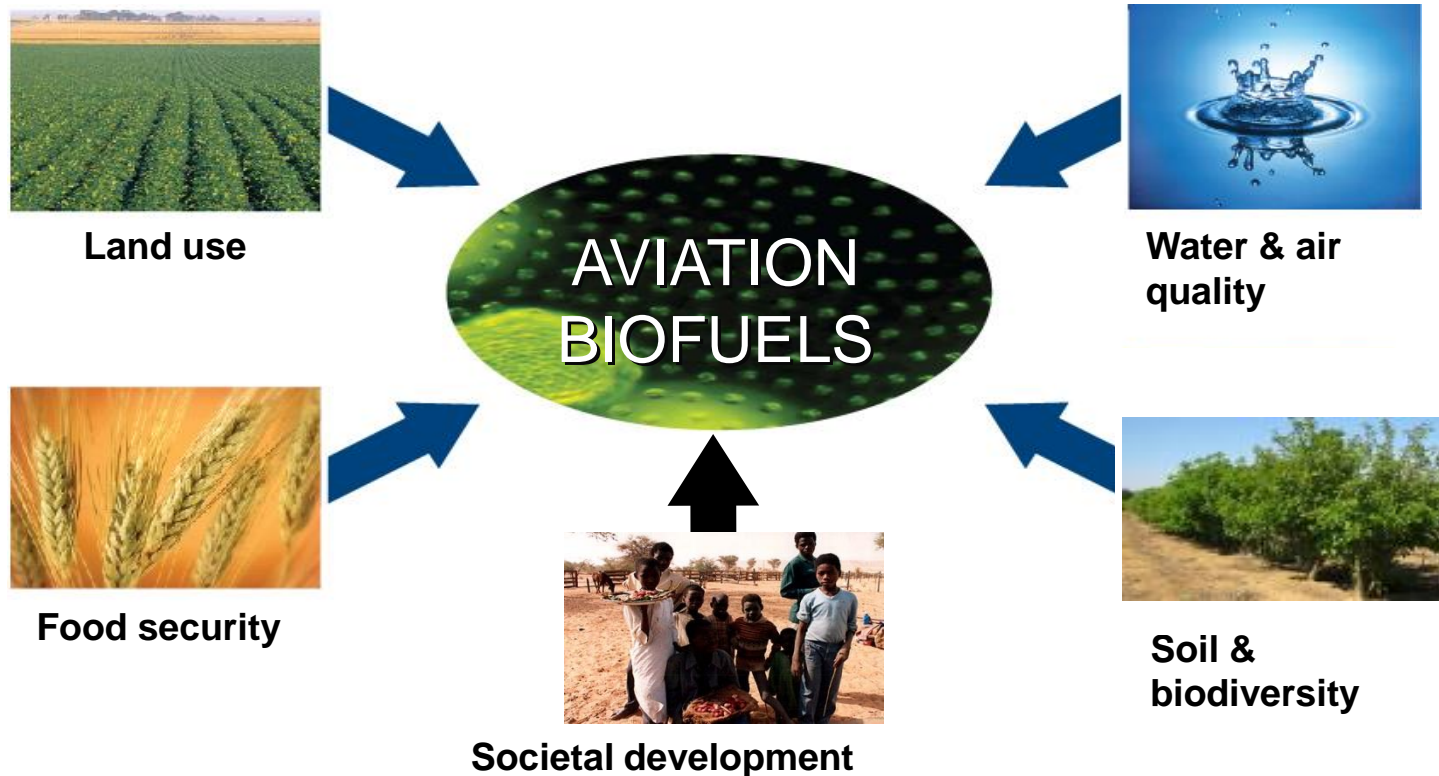 Land use
AVIATION
BIOFUELS
Water & air
quality
Food security
Societal development
Soil &
biodiversity